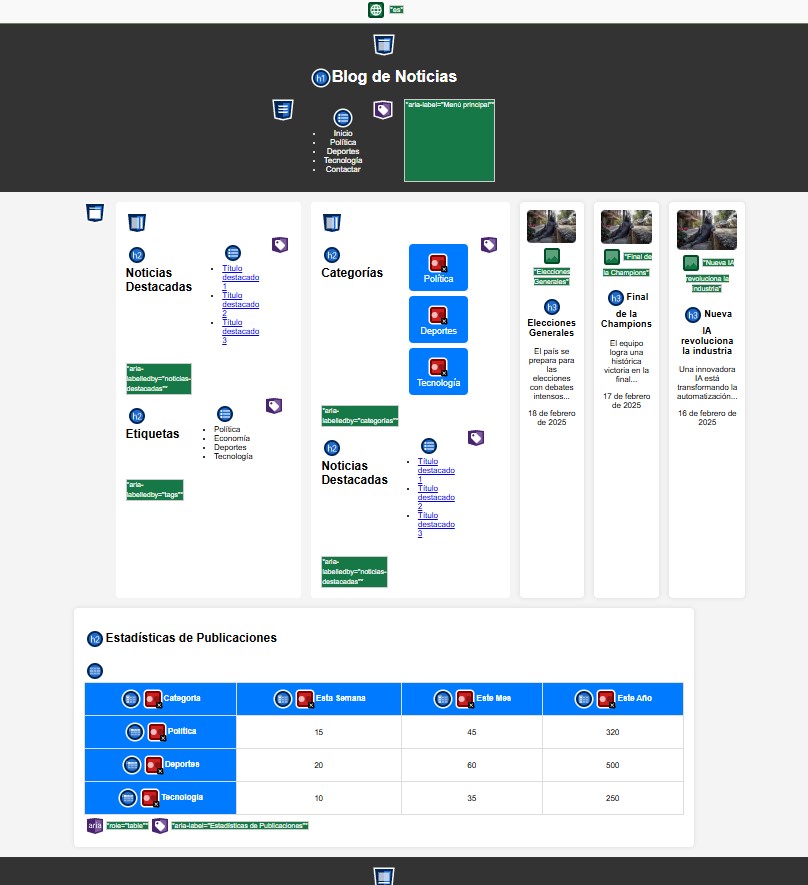 "es"
h1 Blog de Noticias
"aria-label="Menú principal""
Inicio
Política
Deportes
Tecnología
Contactar
h2
Noticias
Destacadas
Título
destacado
1
Título
destacado
2
Título
destacado
3
"aria-
labelledby="noticias-
destacadas""
h2
Etiquetas
Política
Economía
Deportes
Tecnología
"aria-
labelledby="tags""
h2
Categorías
Política
Deportes
Tecnología
"aria-
labelledby="categorias""
h2
Noticias
Destacadas
Título
destacado
1
Título
destacado
2
Título
destacado
3
"aria-
labelledby="noticias-
destacadas""
"Elecciones
Generales"
h3
Elecciones
Generales
El país se
prepara para
las
elecciones
con debates
intensos...
18 de febrero
de 2025
"Final de
la Champions"
h3 Final
de la
Champions
El equipo
logra una
histórica
victoria en la
final...
17 de febrero
de 2025
"Nueva IA
revoluciona la
industria"
h3 Nueva
IA
revoluciona
la industria
Una innovadora
IA está
transformando la
automatización...
16 de febrero de
2025
h2 Estadísticas de Publicaciones
Categoría Esta Semana Este Mes Este Año
Política 15 45 320
Deportes 20 60 500
Tecnología 10 35 250
aria "role="table"" "aria-label="Estadísticas de Publicaciones""